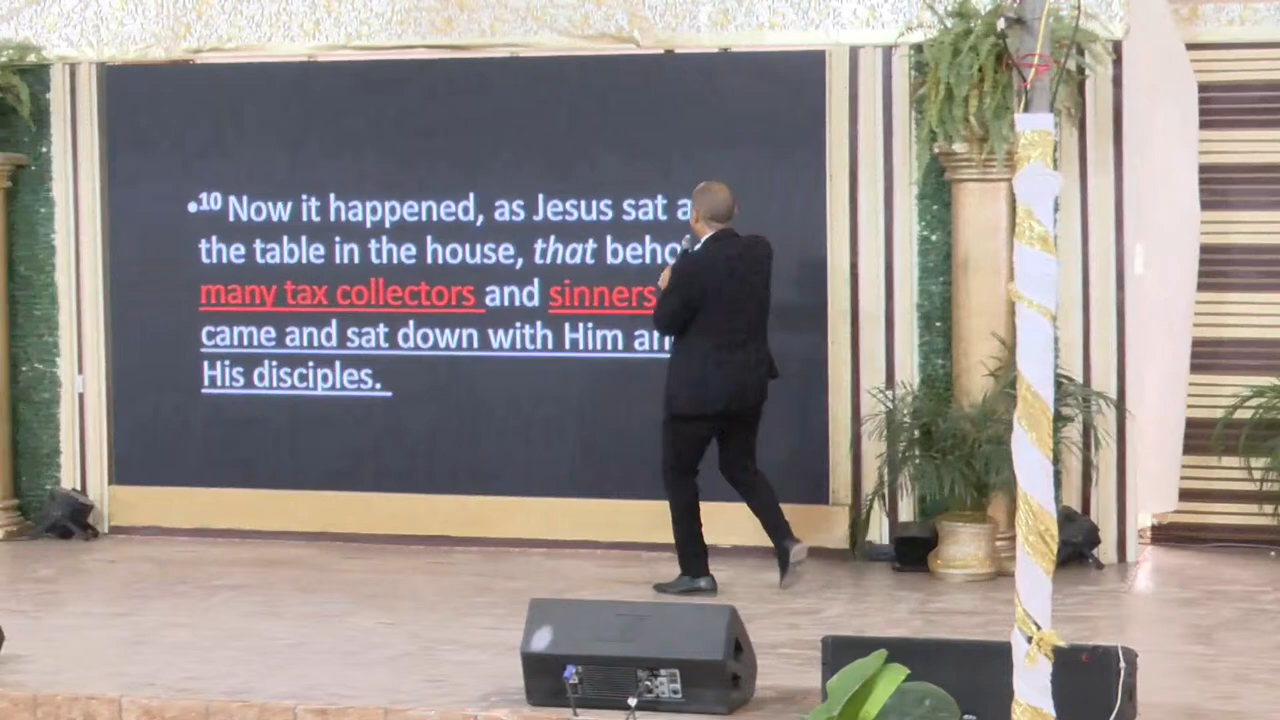 •10 Now it happened, as Jesus sat
the table in the house, that
many tax collectors and sinners
came and sat down with Him
His disciples.